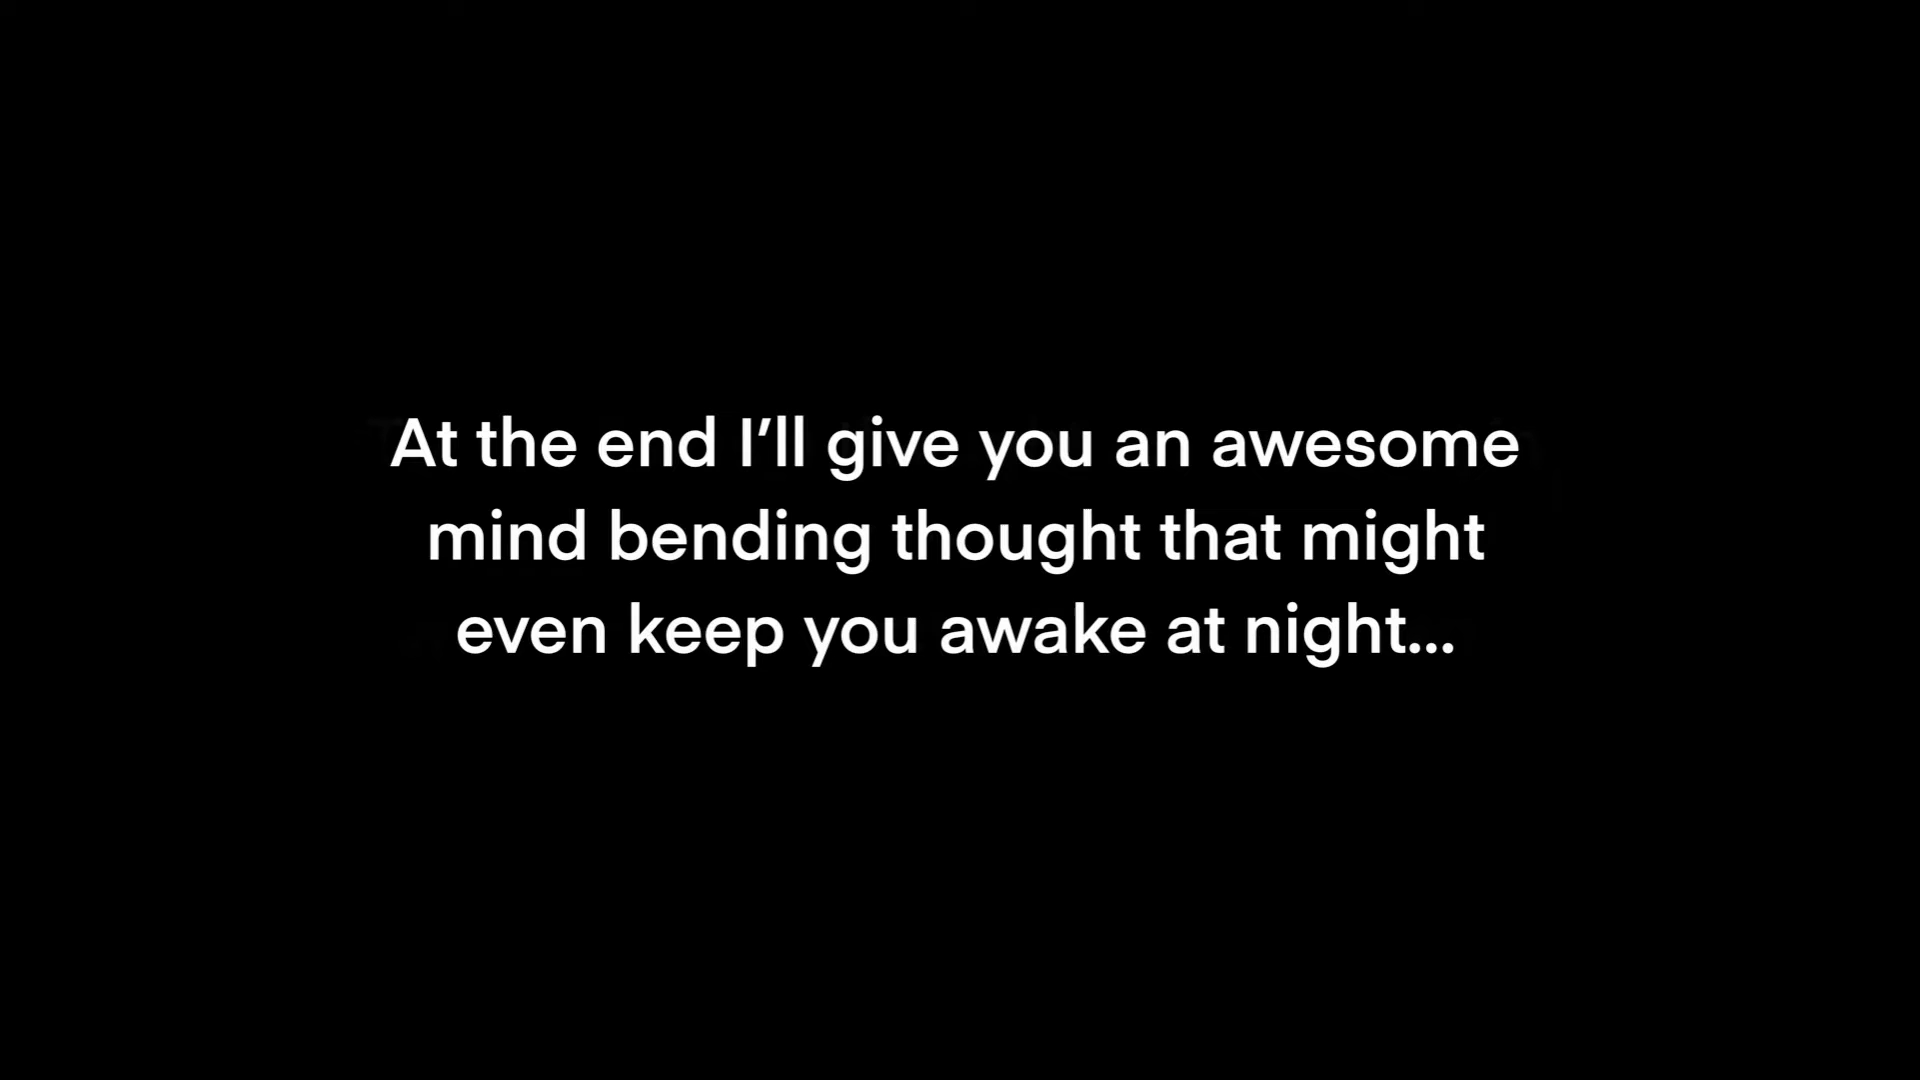 At the end I’ll give you an awesome
mind bending thought that might
even keep you awake at night...